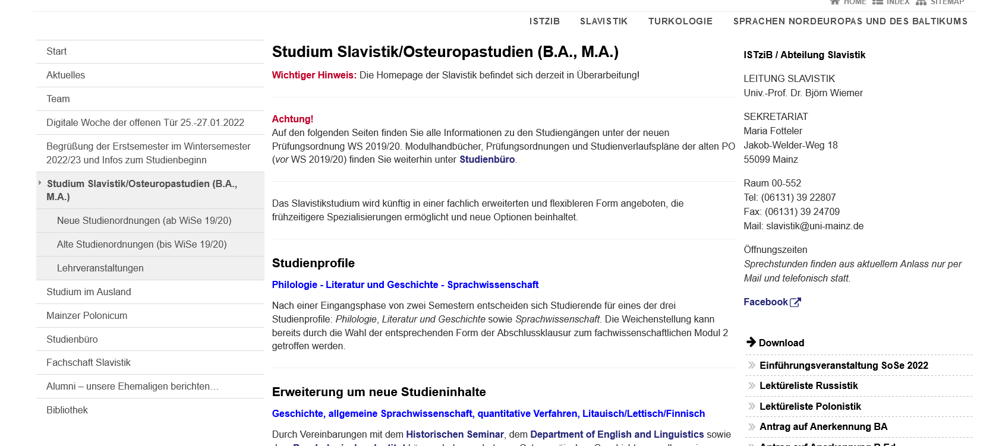 HOME INDEX SITEMAP
ISTZIB SLAVISTIK TURKOLOGIE SPRACHEN NORDEUROPAS UND DES BALTIKUMS
Start
Aktuelles
Team
Digitale Woche der offenen Tür 25.-27.01.2022
Begrüßung der Erstsemester im Wintersemester
2022/23 und Infos zum Studienbeginn
Studium Slavistik/Osteuropastudien (B.A.,
M.A.)
Neue Studienordnungen (ab WiSe 19/20)
Alte Studienordnungen (bis WiSe 19/20)
Lehrveranstaltungen
Studium im Ausland
Mainzer Polonicum
Studienbüro
Fachschaft Slavistik
Alumni – unsere Ehemaligen berichten…
Bibliothek
Studium Slavistik/Osteuropastudien (B.A., M.A.)
Wichtiger Hinweis: Die Homepage der Slavistik befindet sich derzeit in Überarbeitung!
Achtung!
Auf den folgenden Seiten finden Sie alle Informationen zu den Studiengängen unter der neuen
Prüfungsordnung WS 2019/20. Modulhandbücher, Prüfungsordnungen und Studienverlaufspläne der alten PO
(vor WS 2019/20) finden Sie weiterhin unter Studienbüro.
Das Slavistikstudium wird künftig in einer fachlich erweiterten und flexibleren Form angeboten, die
frühzeitigere Spezialisierungen ermöglicht und neue Optionen beinhaltet.
Studienprofile
Philologie - Literatur und Geschichte - Sprachwissenschaft
Nach einer Eingangsphase von zwei Semestern entscheiden sich Studierende für eines der drei
Studienprofile: Philologie, Literatur und Geschichte sowie Sprachwissenschaft. Die Weichenstellung kann
bereits durch die Wahl der entsprechenden Form der Abschlussklausur zum fachwissenschaftlichen Modul 2
getroffen werden.
Erweiterung um neue Studieninhalte
Geschichte, allgemeine Sprachwissenschaft, quantitative Verfahren, Litauisch/Lettisch/Finnisch
Durch Vereinbarungen mit dem Historischen Seminar, dem Department of English and Linguistics sowie
ISTziB / Abteilung Slavistik
LEITUNG SLAVISTIK
Univ.-Prof. Dr. Björn Wiemer
SEKRETARIAT
Maria Fotteler
Jakob-Welder-Weg 18
55099 Mainz
Raum 00-552
Tel: (06131) 39 22807
Fax: (06131) 39 24709
Mail: slavistik@uni-mainz.de
Öffnungszeiten
Sprechstunden finden aus aktuellem Anlass nur per
Mail und telefonisch statt.
Facebook
Download
Einführungsveranstaltung SoSe 2022
Lektüreliste Russistik
Lektüreliste Polonistik
Antrag auf Anerkennung BA